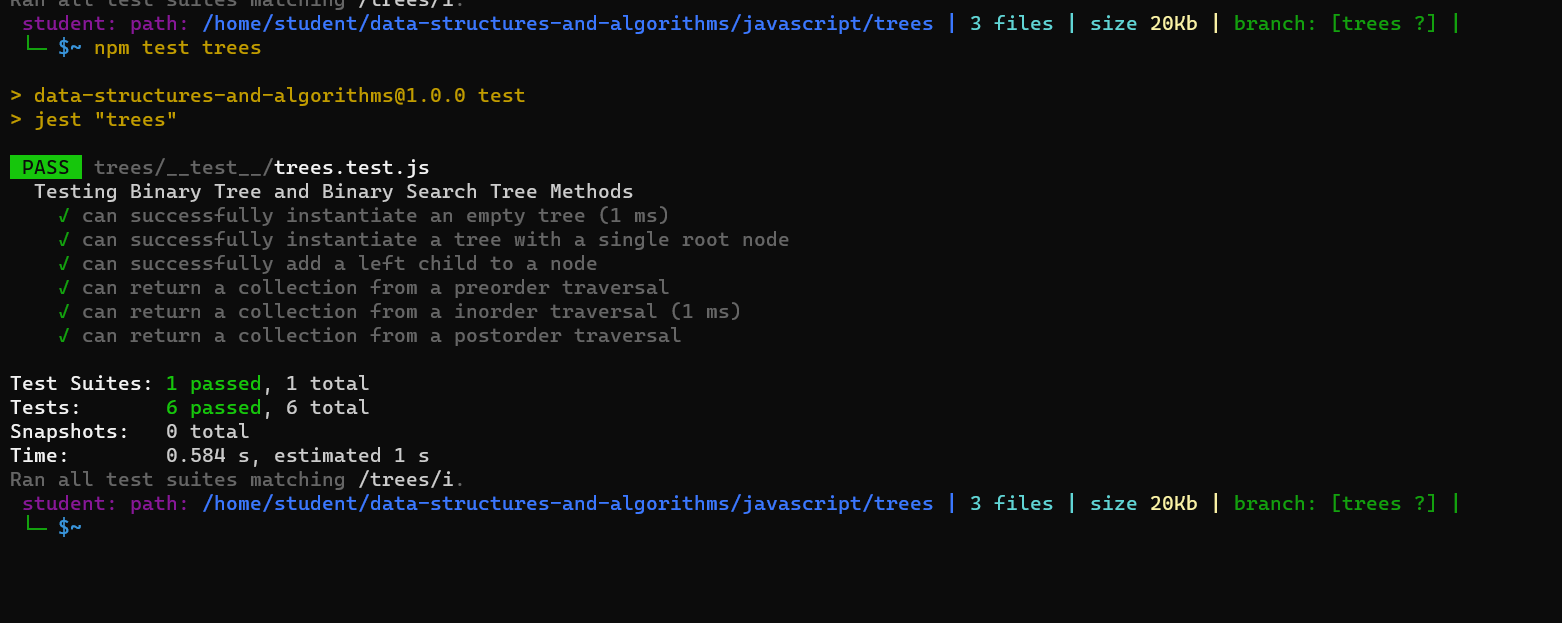 Ran all test suites matching /trees/i.
student: path: /home/student/data-structures-and-algorithms/javascript/trees | 3 files | size 20Kb | branch: [trees ?] |
└─ $~ npm test trees
> data-structures-and-algorithms@1.0.0 test
> jest "trees"
PASS trees/__test__/trees.test.js
Testing Binary Tree and Binary Search Tree Methods
√ can successfully instantiate an empty tree (1 ms)
√ can successfully instantiate a tree with a single root node
√ can successfully add a left child to a node
√ can return a collection from a preorder traversal
√ can return a collection from a inorder traversal (1 ms)
√ can return a collection from a postorder traversal
Test Suites: 1 passed, 1 total
Tests: 6 passed, 6 total
Snapshots: 0 total
Time: 0.584 s, estimated 1 s
Ran all test suites matching /trees/i.
student: path: /home/student/data-structures-and-algorithms/javascript/trees | 3 files | size 20Kb | branch: [trees ?] |
└─ $~